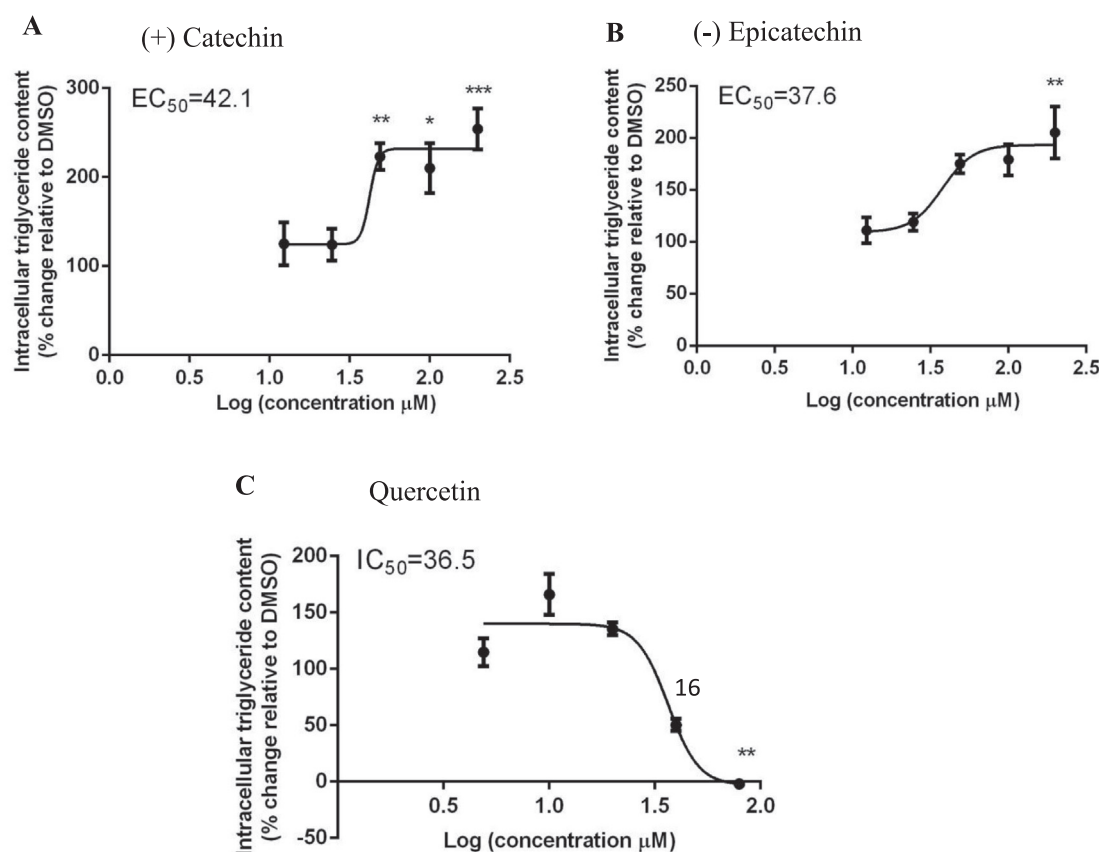 A
(+) Catechin
Intracellular triglyceride content
(% change relative to DMSO)
EC50=42.1
**
*
***
300
200
100
0
0.0 0.5 1.0 1.5 2.0 2.5
Log (concentration μM)
B
(-) Epicatechin
Intracellular triglyceride content
(% change relative to DMSO)
EC50=37.6
**
250
200
150
100
50
0
0.0 0.5 1.0 1.5 2.0 2.5
Log (concentration μM)
C
Quercetin
Intracellular triglyceride content
(% change relative to DMSO)
IC50=36.5
16
**
200
150
100
50
0
-50
0.5 1.0 1.5 2.0
Log (concentration μM)